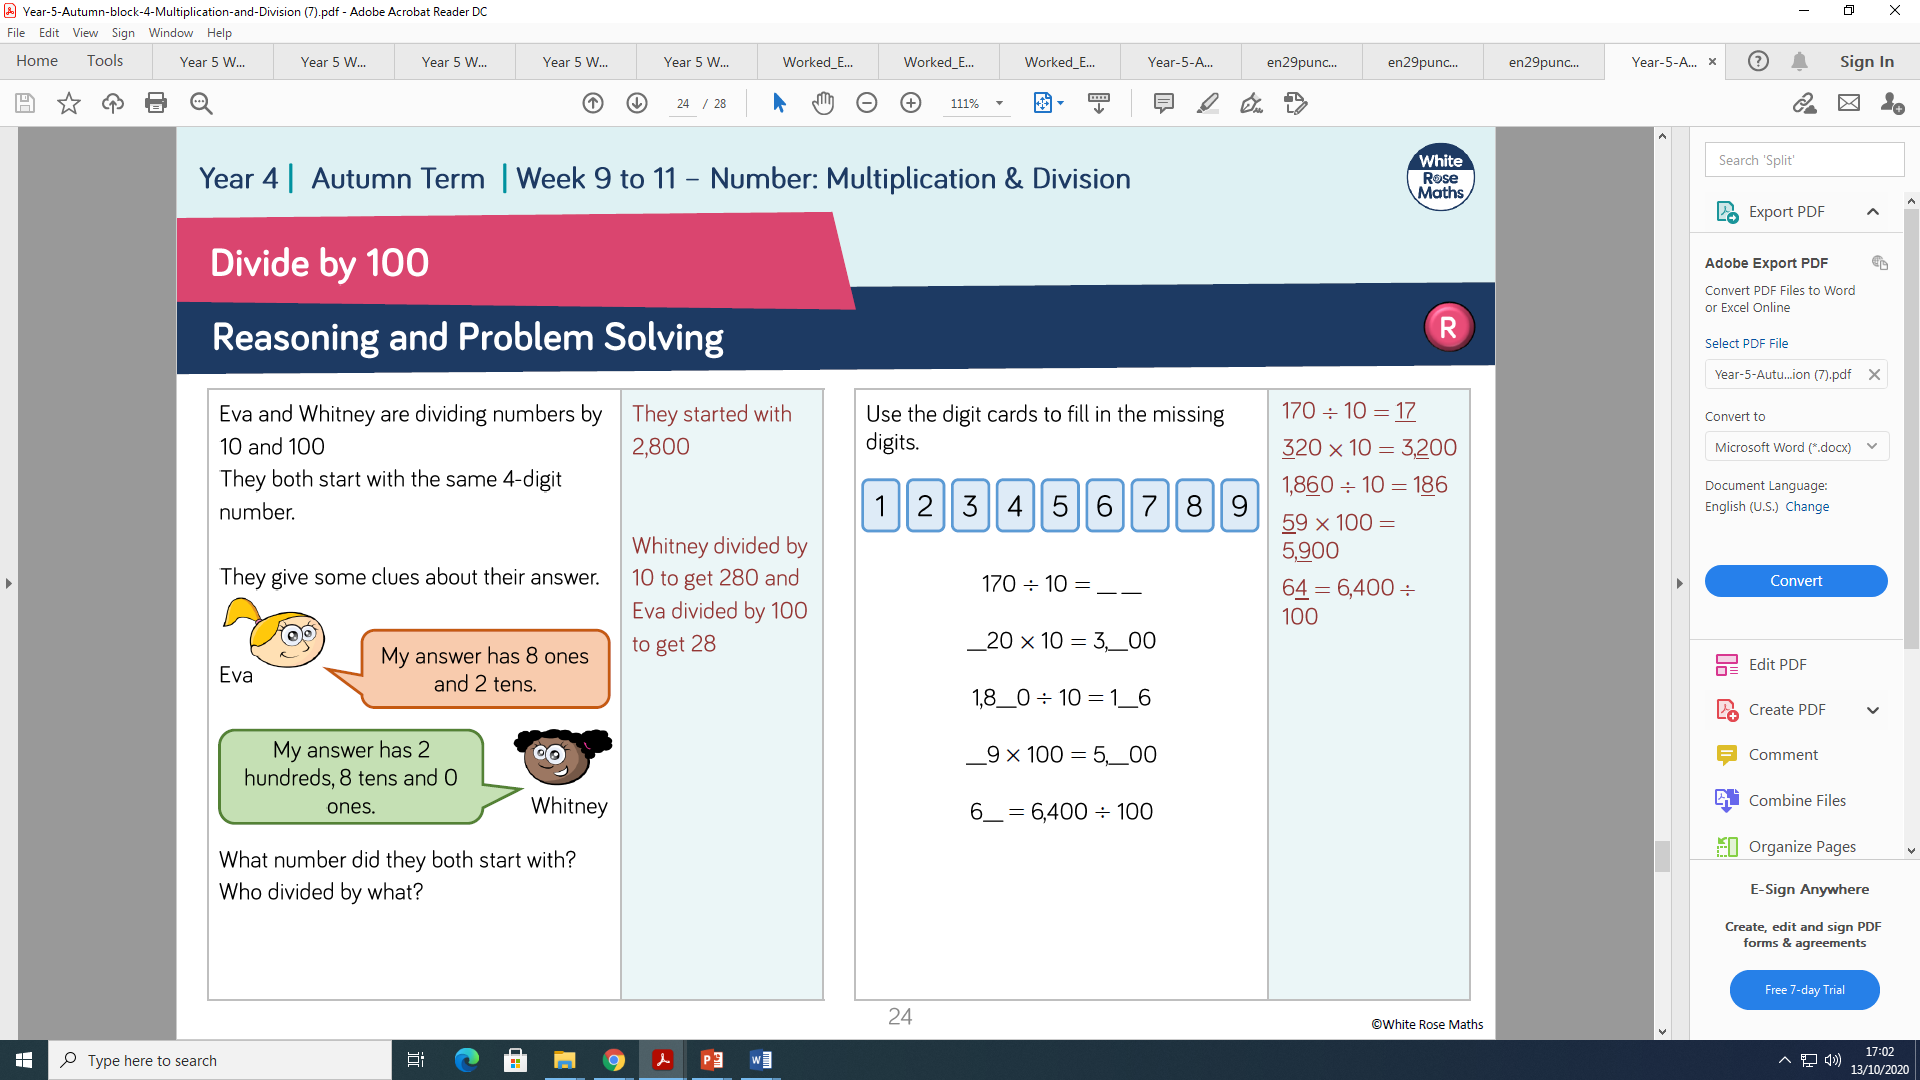 Year-5-Autumn-block-4-Multiplication-and-Division (7).pdf - Adobe Acrobat Reader DC
File Edit View Sign Window Help
Home Tools Year 5 W... Year 5 W... Year 5 W... Year 5 W... Year 5 W... Worked_E... Worked_E... Worked_E... Year-5-A... en29punc... en29punc... en29punc... Year-5-A... × Sign In
24 / 28 111%
Year 4 | Autumn Term | Week 9 to 11 – Number: Multiplication & Division
White
Rose
Maths
Divide by 100
Reasoning and Problem Solving
R
Eva and Whitney are dividing numbers by
10 and 100
They both start with the same 4-digit
number.
They give some clues about their answer.
Eva
My answer has 8 ones
and 2 tens.
My answer has 2
hundreds, 8 tens and 0
ones.
Whitney
What number did they both start with?
Who divided by what?
They started with
2,800
Whitney divided by
10 to get 280 and
Eva divided by 100
to get 28
Use the digit cards to fill in the missing
digits.
1 2 3 4 5 6 7 8 9
170 ÷ 10 = __ __
__20 × 10 = 3,__00
1,8__0 ÷ 10 = 1__6
__9 × 100 = 5,__00
6__ = 6,400 ÷ 100
170 ÷ 10 = 17
320 × 10 = 3,200
1,860 ÷ 10 = 186
59 × 100 =
5,900
64 = 6,400 ÷
100
24
©White Rose Maths
Search 'Split'
Export PDF
Adobe Export PDF
Convert PDF Files to Word
or Excel Online
Select PDF File
Year-5-Autu...ion (7).pdf
Convert to
Microsoft Word (*.docx)
Document Language:
English (U.S.) Change
Convert
Edit PDF
Create PDF
Comment
Combine Files
Organize Pages
E-Sign Anywhere
Create, edit and sign PDF
forms & agreements
Free 7-day Trial
Type here to search
17:02
13/10/2020